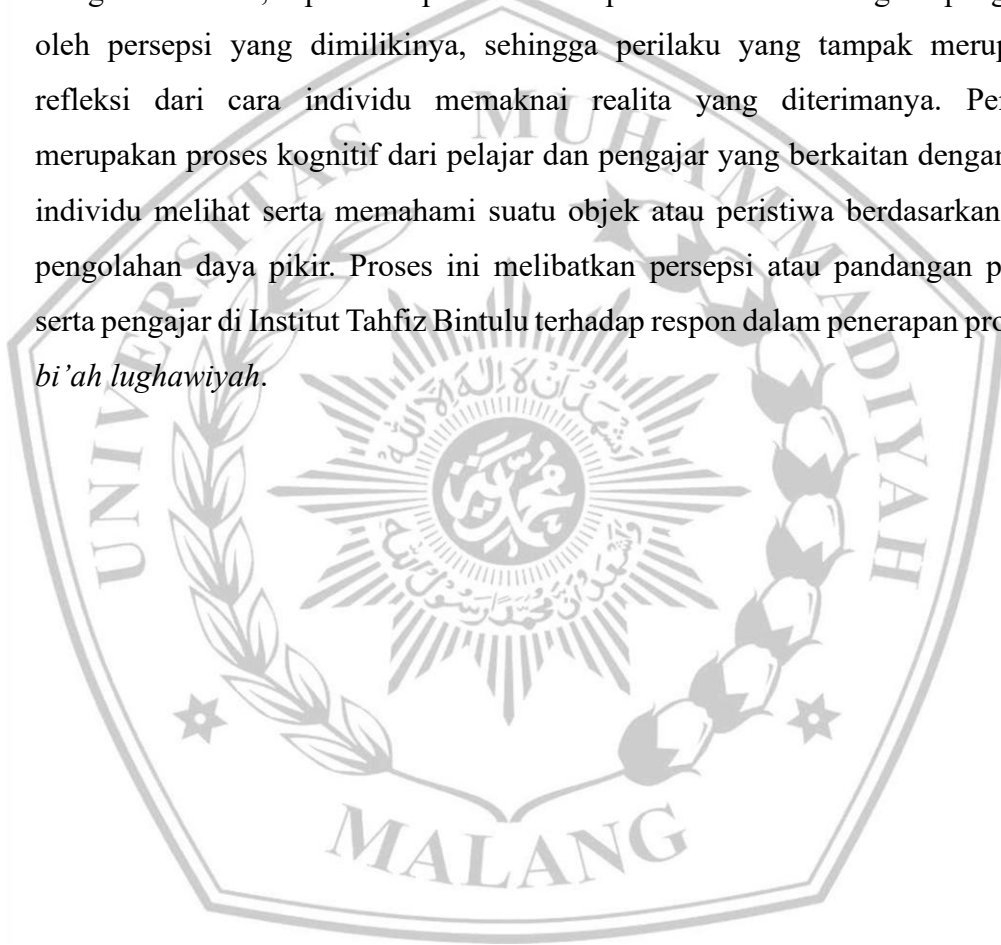 oleh persepsi yang dimilikinya, sehingga perilaku yang tampak
refleksi dari cara individu memaknai realita yang diterimanya.
merupakan proses kognitif dari pelajar dan pengajar yang berkaitan dengan
individu melihat serta memahami suatu objek atau peristiwa berdasarkan
pengolahan daya pikir. Proses ini melibatkan persepsi atau pandangan
serta pengajar di Institut Tahfiz Bintulu terhadap respon dalam penerapan
bi’ah lughawiyah.
UNIVERSITAS MUHAMMADIYAH
MALANG